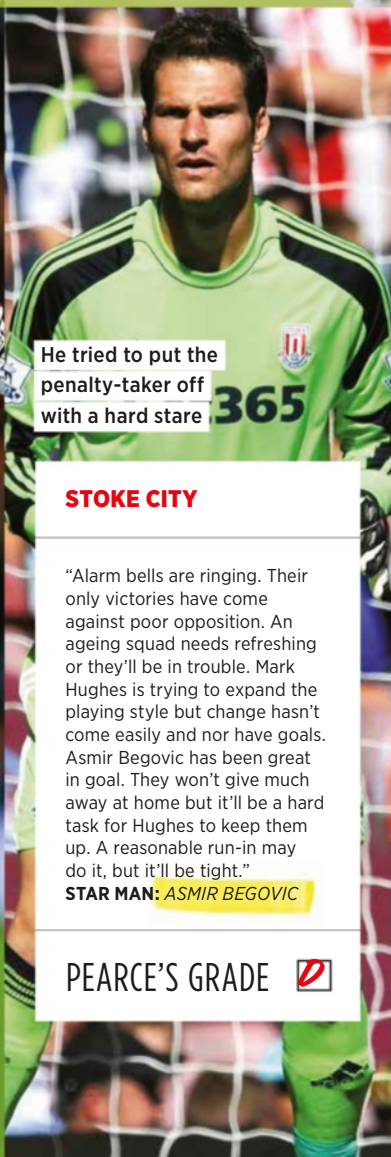 He tried to put the
penalty-taker off
with a hard stare
365
STOKE CITY
“Alarm bells are ringing. Their
only victories have come
against poor opposition. An
ageing squad needs refreshing
or they’ll be in trouble. Mark
Hughes is trying to expand the
playing style but change hasn’t
come easily and nor have goals.
Asmir Begovic has been great
in goal. They won’t give much
away at home but it’ll be a hard
task for Hughes to keep them
up. A reasonable run-in may
do it, but it’ll be tight.”
STAR MAN: ASMIR BEGOVIC
PEARCE’S GRADE D